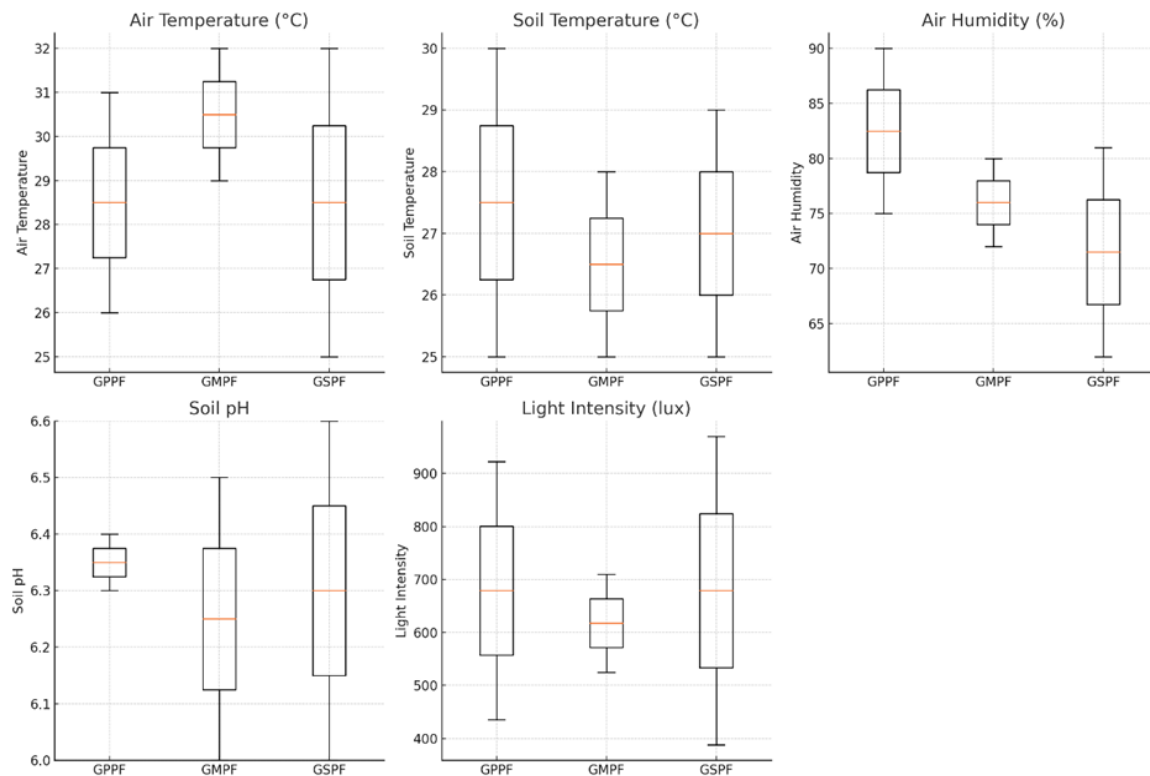 Air Temperature (°C)
Air Temperature
32
31
30
29
28
27
26
25
GPPF GMPF GSPF
Soil Temperature (°C)
Soil Temperature
30
29
28
27
26
25
GPPF GMPF GSPF
Air Humidity (%)
Air Humidity
90
85
80
75
70
65
GPPF GMPF GSPF
Soil pH
Soil pH
6.6
6.5
6.4
6.3
6.2
6.1
6.0
GPPF GMPF GSPF
Light Intensity (lux)
Light Intensity
900
800
700
600
500
400
GPPF GMPF GSPF